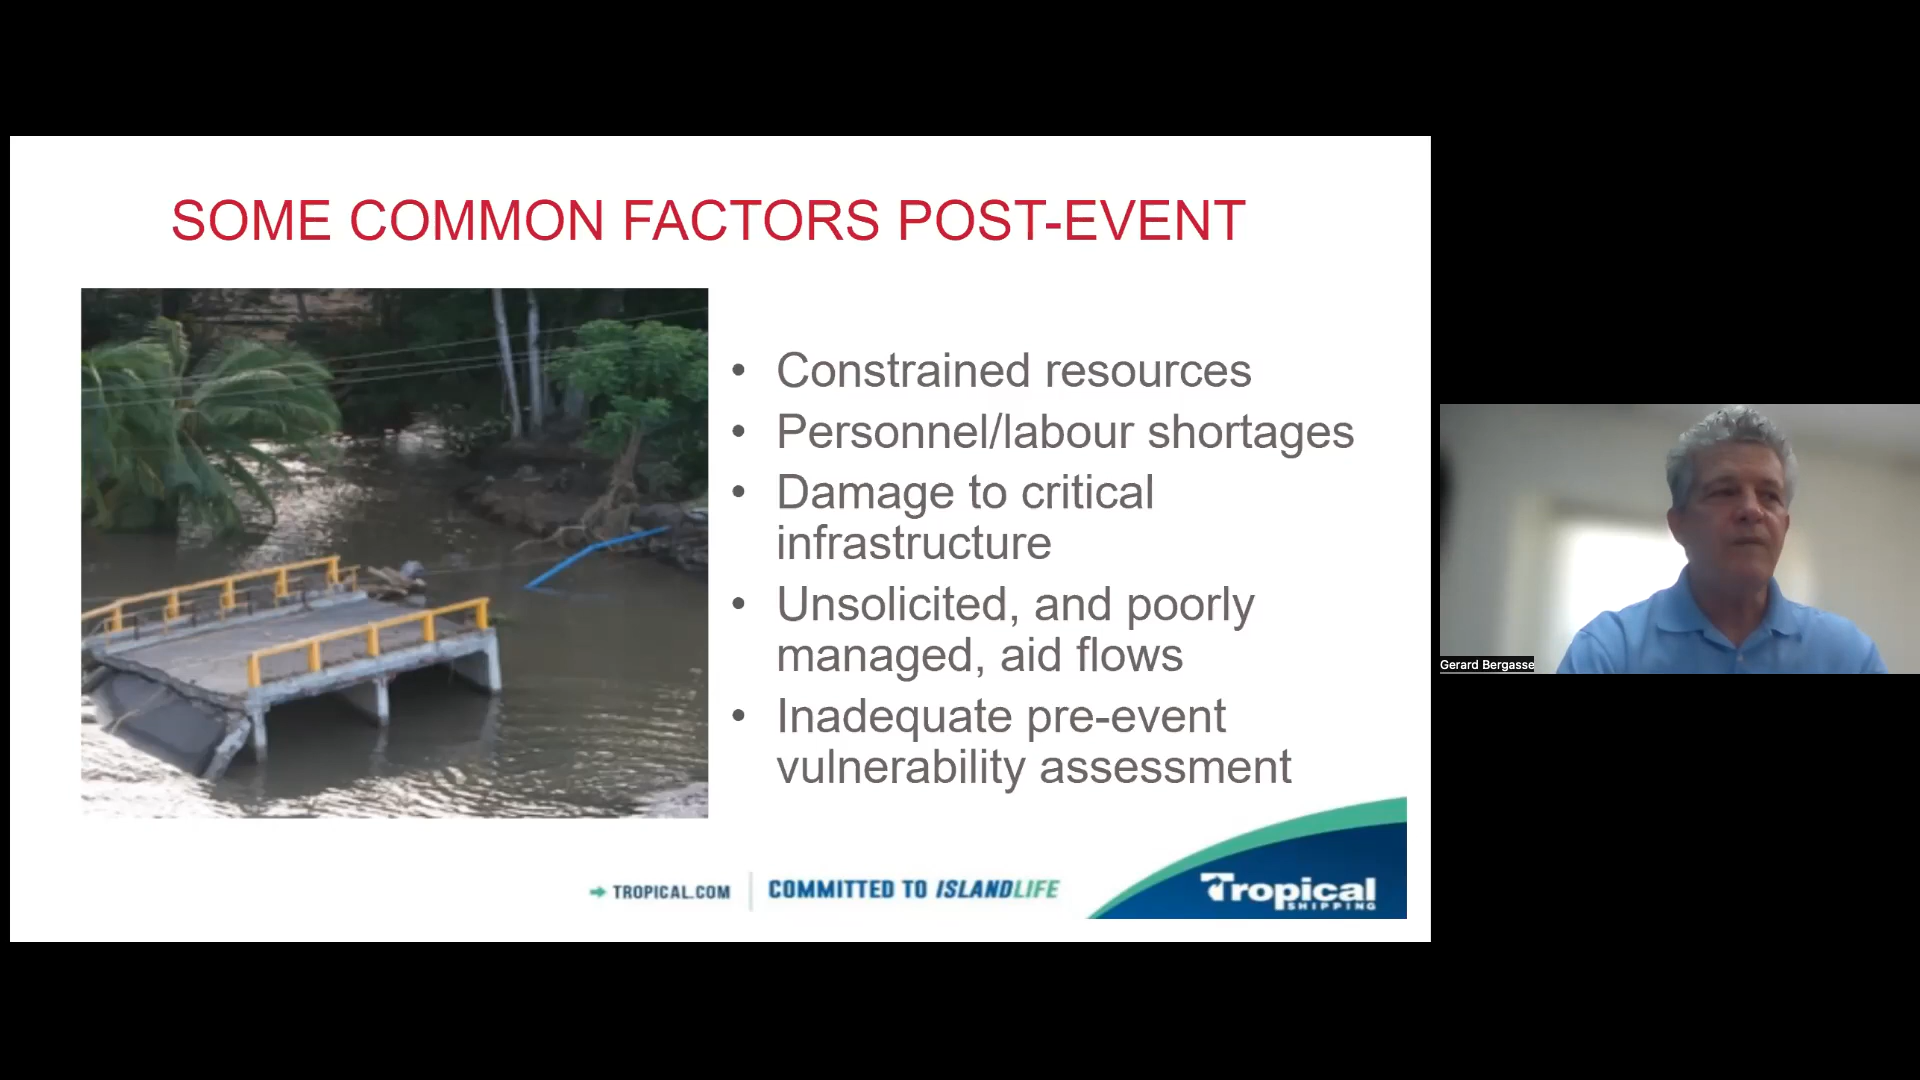 SOME COMMON FACTORS POST-EVENT
• Constrained resources
• Personnel/labour shortages
• Damage to critical
infrastructure
• Unsolicited, and poorly
managed, aid flows
• Inadequate pre-event
vulnerability assessment
TROPICAL.COM
COMMITTED TO ISLANDLIFE
Tropical
SHIPPING
Gerard Bergasse